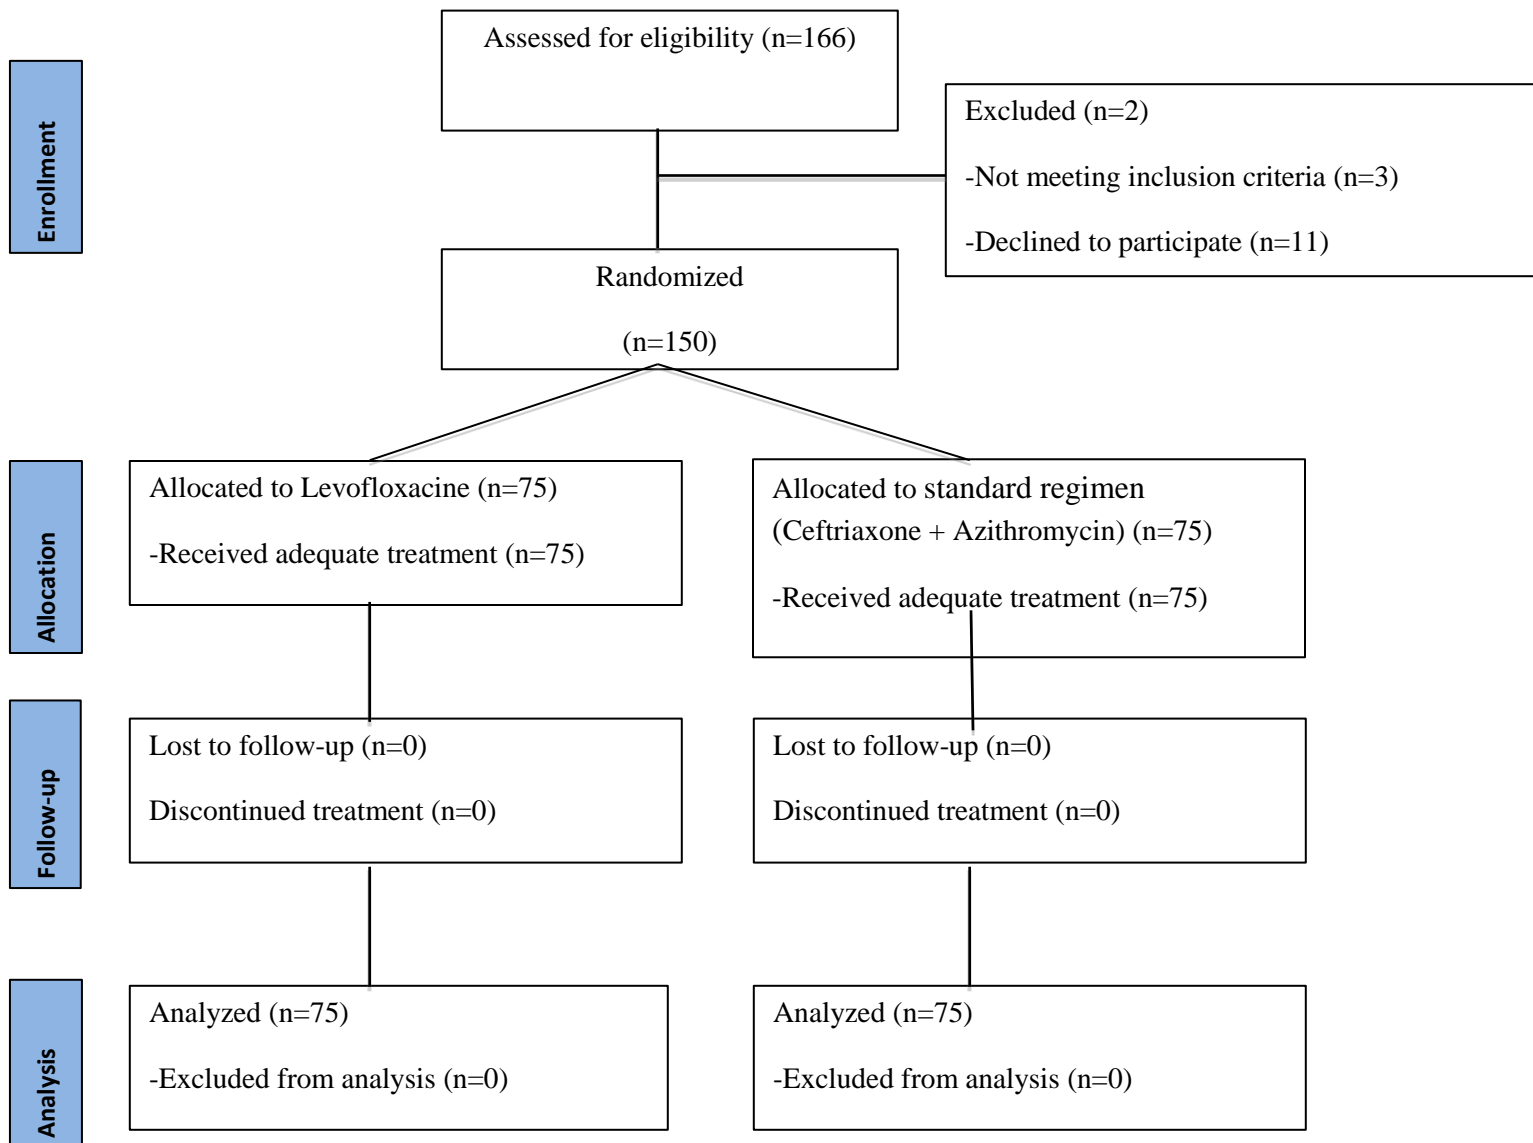 Assessed for eligibility (n=166)
Enrollment
Excluded (n=2)
-Not meeting inclusion criteria (n=3)
-Declined to participate (n=11)
Randomized
(n=150)
Allocation
Allocated to Levofloxacine (n=75)
-Received adequate treatment (n=75)
Allocated to standard regimen
(Ceftriaxone + Azithromycin) (n=75)
-Received adequate treatment (n=75)
Follow-up
Lost to follow-up (n=0)
Discontinued treatment (n=0)
Lost to follow-up (n=0)
Discontinued treatment (n=0)
Analysis
Analyzed (n=75)
-Excluded from analysis (n=0)
Analyzed (n=75)
-Excluded from analysis (n=0)